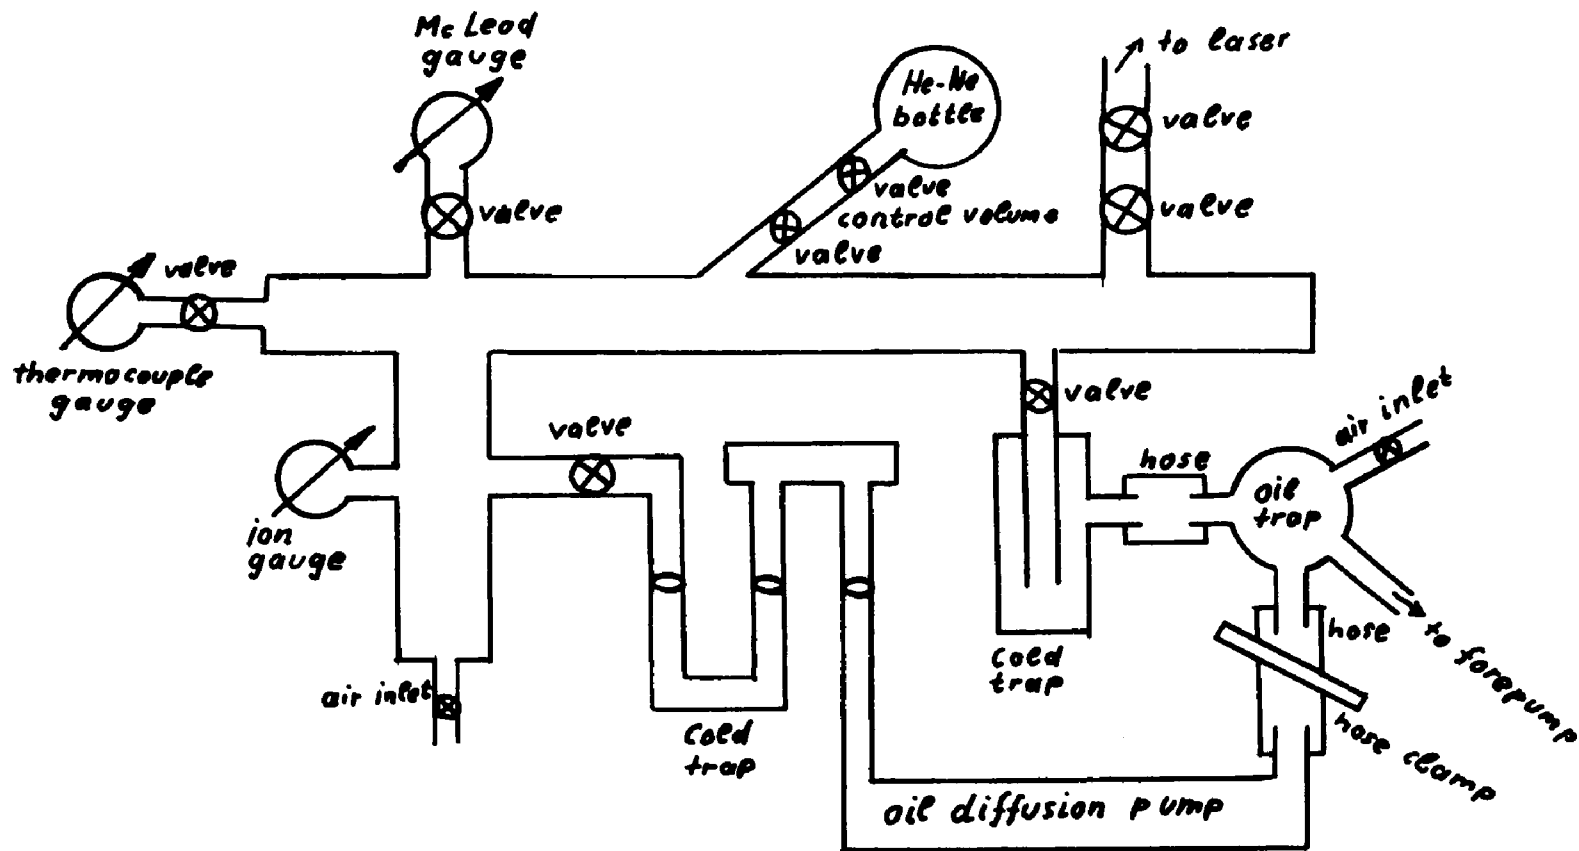 Mc Lead
gauge
to laser
He-Ne
bottle
valve
valve
valve
control volume
valve
valve
valve
thermocouple
gauge
valve
air inlet
valve
hose
oil
trap
ion
gauge
hose
to forepump
cold
trap
air inlet
hose clamp
cold
trap
oil diffusion pump